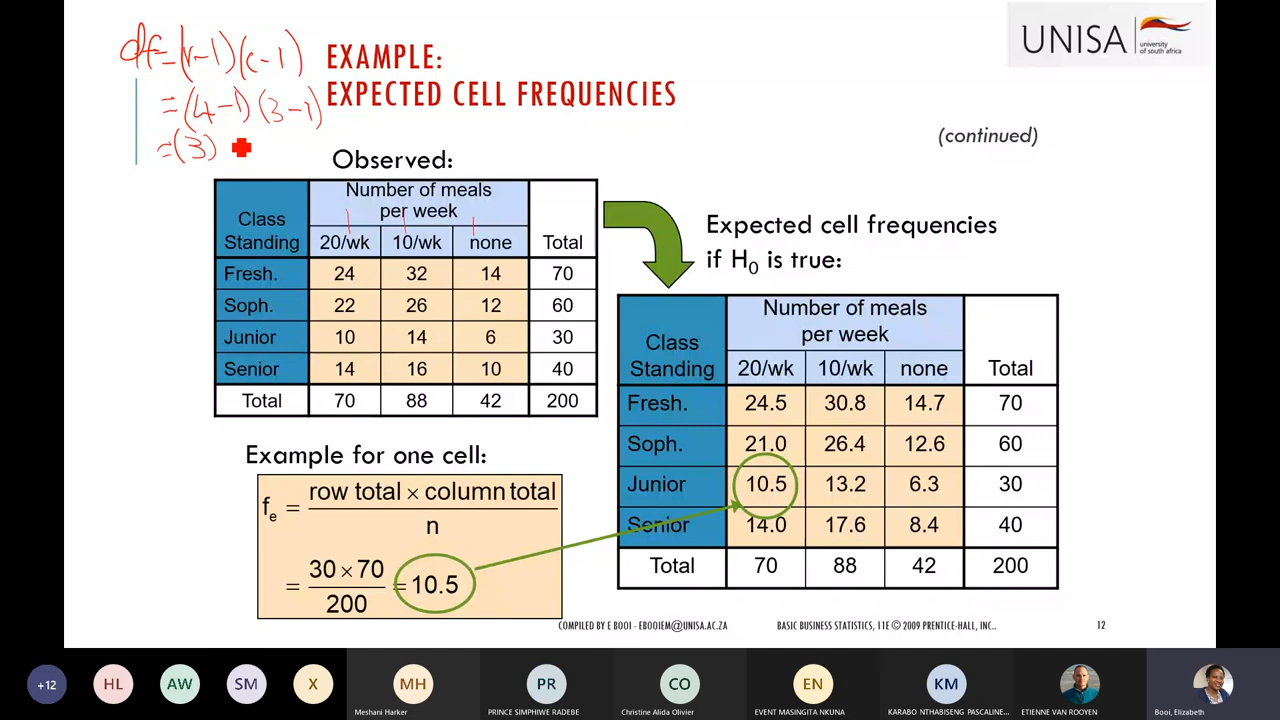 df=(r-1)(c-1)
=(4-1)(3-1)
=(3)
EXAMPLE:
EXPECTED CELL FREQUENCIES
UNISA
university
of south africa
(continued)
Observed:
Class
Standing
Number of meals
per week
20/wk 10/wk none Total
Fresh. 24 32 14 70
Soph. 22 26 12 60
Junior 10 14 6 30
Senior 14 16 10 40
Total 70 88 42 200
Expected cell frequencies
if H0 is true:
Class
Standing
Number of meals
per week
20/wk 10/wk none Total
Fresh. 24.5 30.8 14.7 70
Soph. 21.0 26.4 12.6 60
Junior 10.5 13.2 6.3 30
Senior 14.0 17.6 8.4 40
Total 70 88 42 200
Example for one cell:
fe = row total × column total
n
= 30 × 70
200
= 10.5
COMPILED BY E BOOI - EBOOIEM@UNISA.AC.ZA
BASIC BUSINESS STATISTICS, 11E © 2009 PRENTICE-HALL, INC..
12
+12 HL AW SM X MH PR CO EN KM
Meshani Harker
PRINCE SIMPHIWE RADEBE
Christine Alida Olivier
EVENT MASINGITA NKUNA
KARABO NTHABISENG PASCALINE...
ETIENNE VAN ROOYEN
Booi, Elizabeth